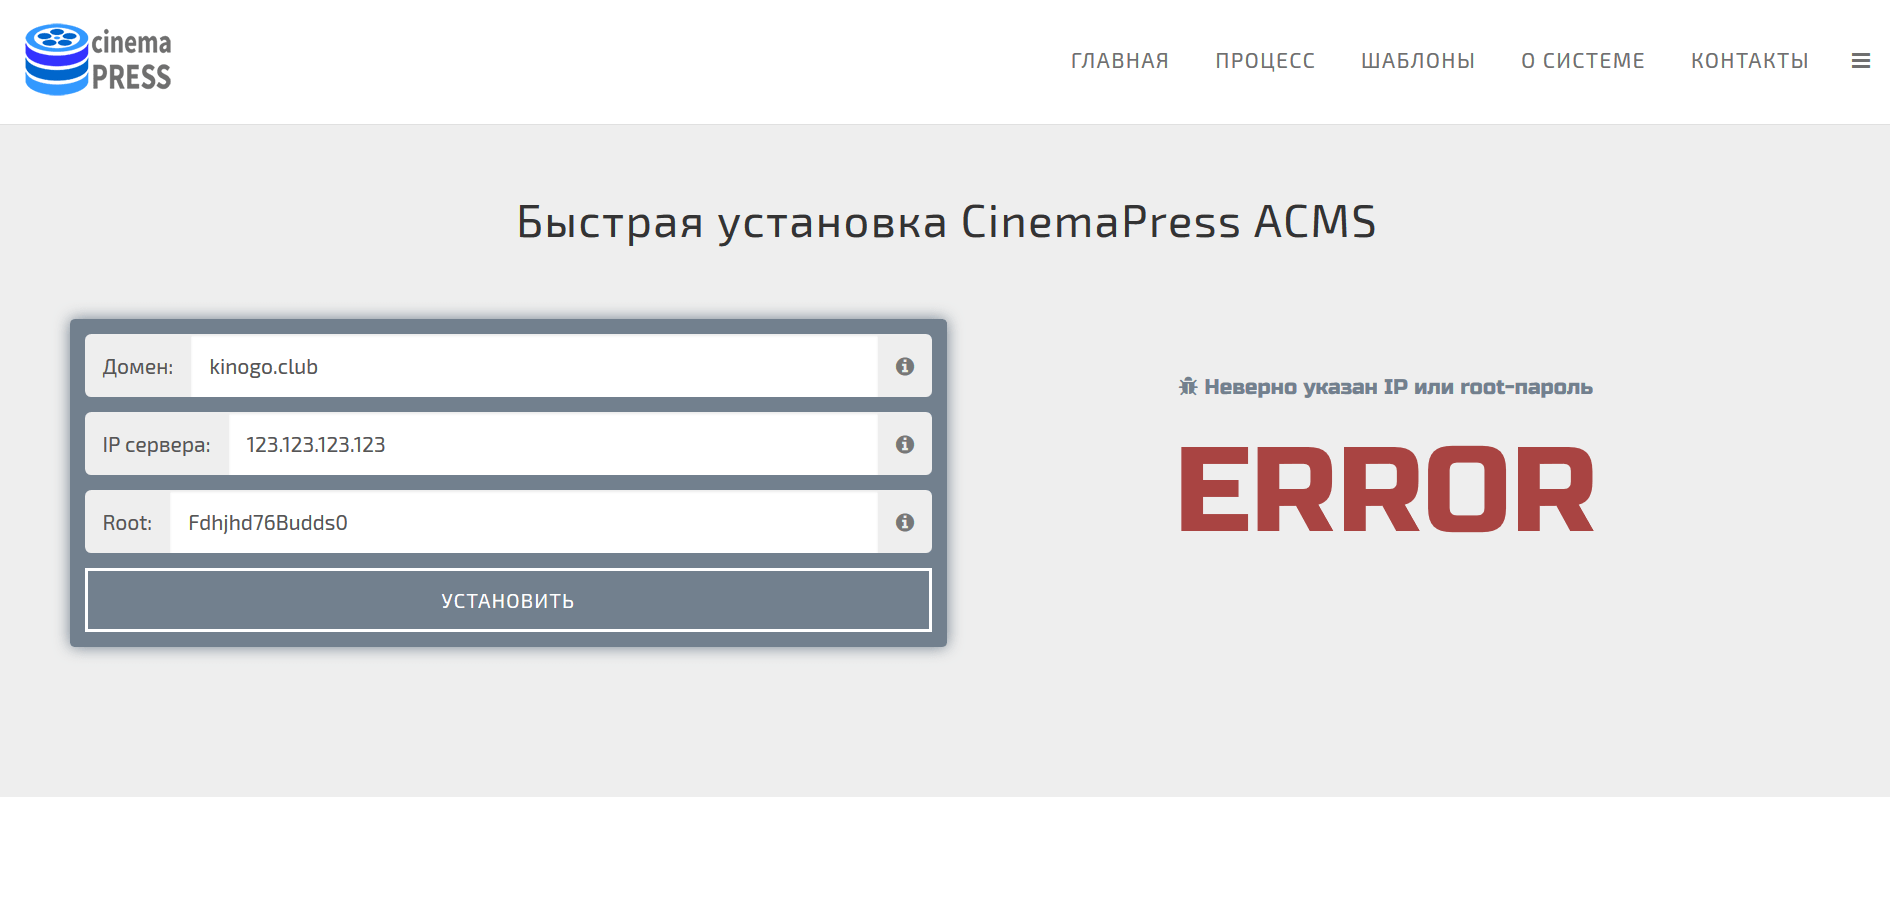 cinema
PRESS
ГЛАВНАЯ ПРОЦЕСС ШАБЛОНЫ О СИСТЕМЕ КОНТАКТЫ
Быстрая установка CinemaPress ACMS
Домен: kinogo.club
IP сервера: 123.123.123.123
Root: Fdhjhd76Budds0
УСТАНОВИТЬ
Неверно указан IP или root-пароль
ERROR